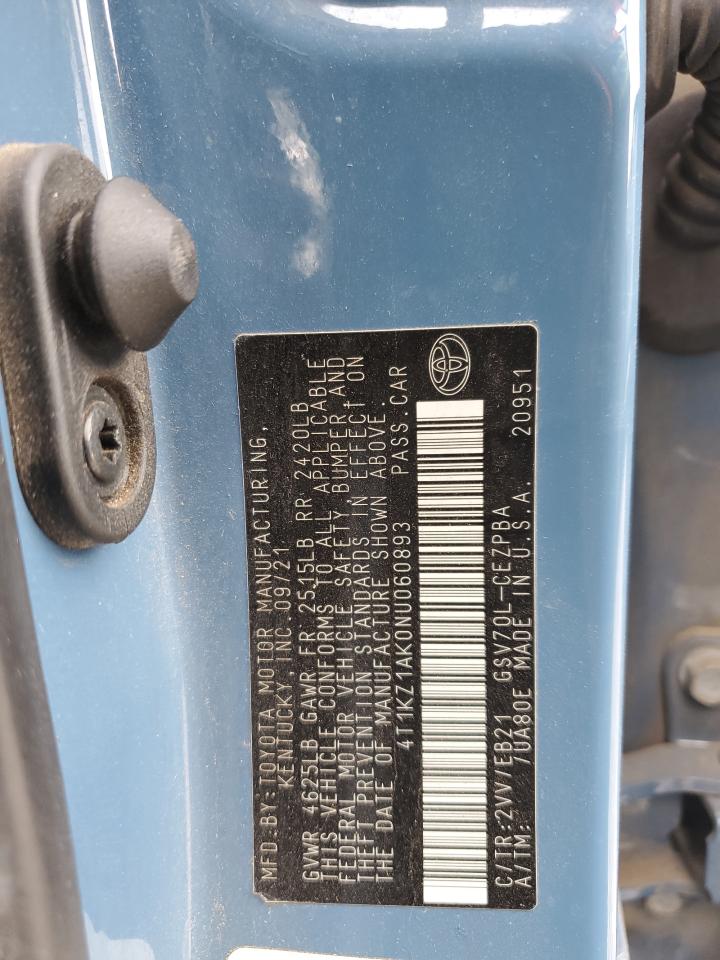 MFD.BY:TOYOTA MOTOR MANUFACTURING,
KENTUCKY, INC.09/21
GVWR 4625LB GAWR FR 2515LB RR 2420LB
THIS VEHICLE CONFORMS TO ALL APPLICABLE
FEDERAL MOTOR VEHICLE SAFETY, BUMPER AND
THEFT PREVENTION STANDARDS IN EFFECT ON
THE DATE OF MANUFACTURE SHOWN ABOVE.
4T1KZ1AK0NU060893 PASS.CAR
C/TR:2VV/EB21 GSV70L-CEZPBA
A/TM: 7UA80E MADE IN U.S.A. 20951